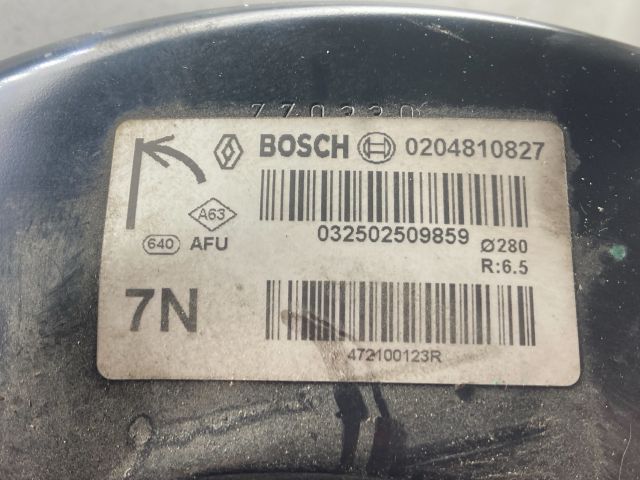 BOSCH 0204810827
A63
032502509859
640 AFU
Ø280
R:6.5
7N
472100123R